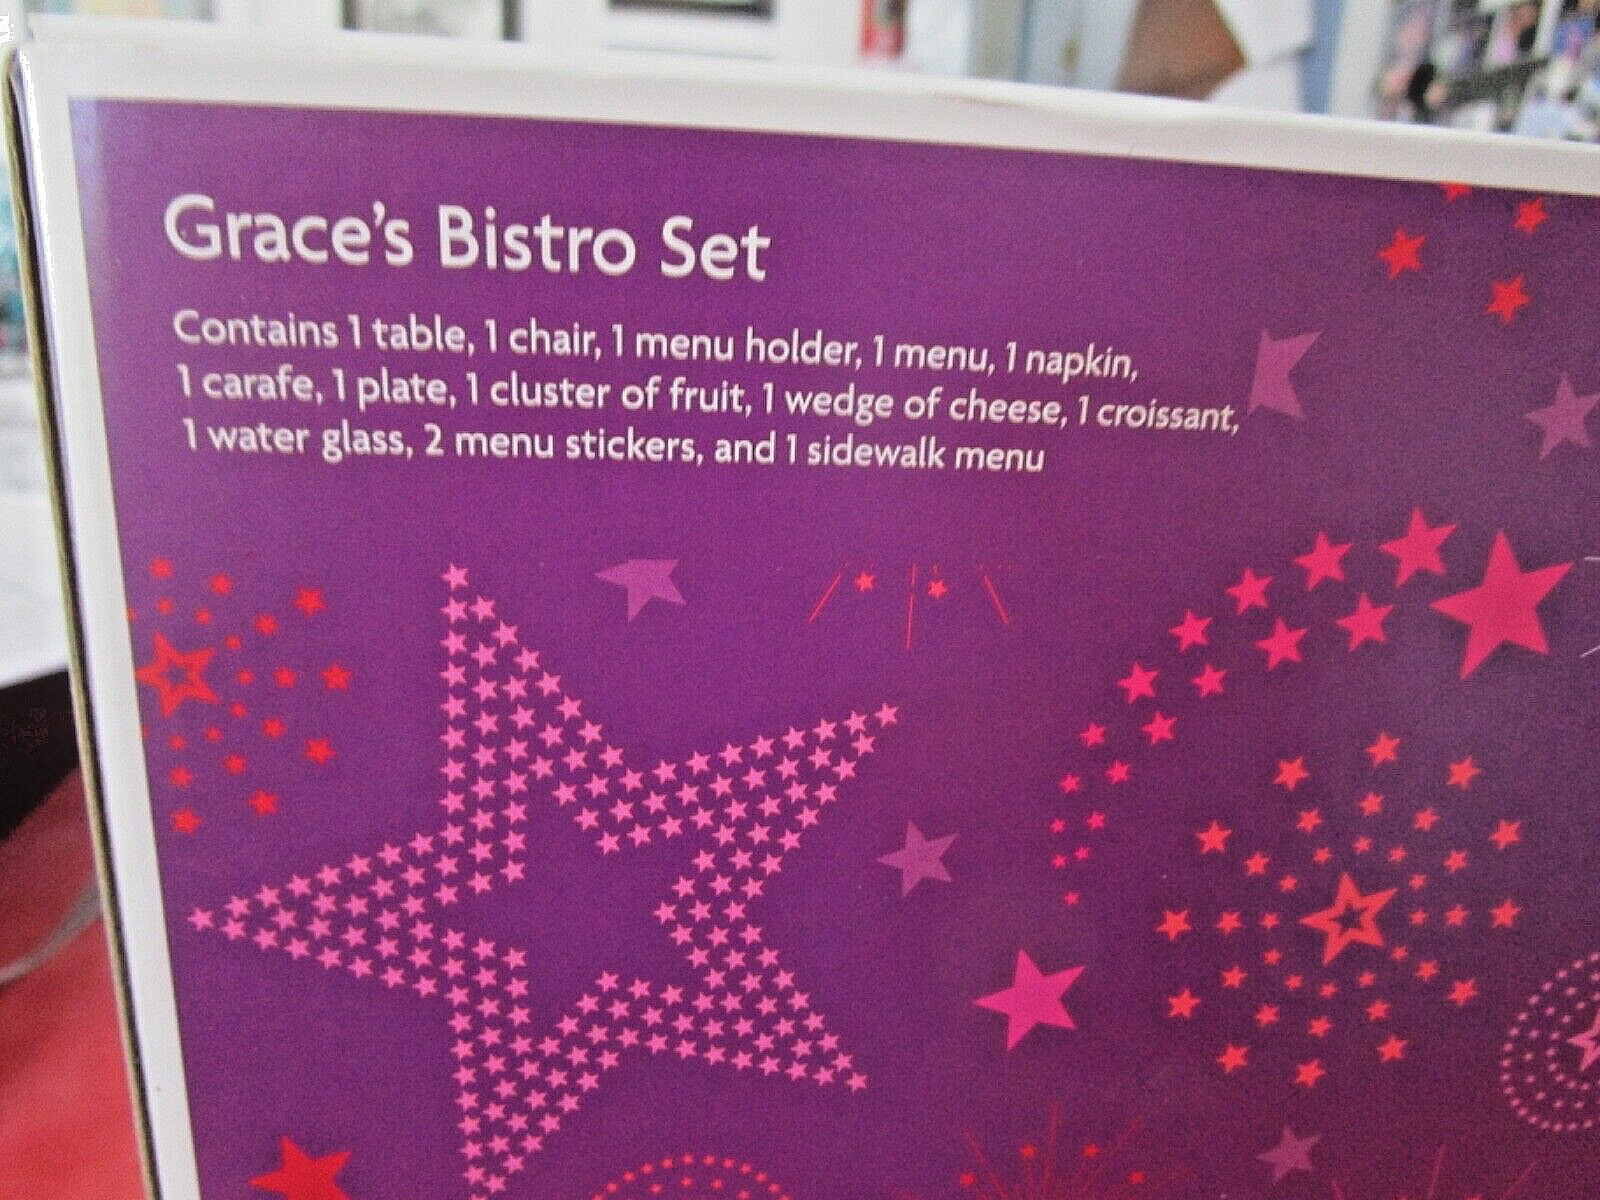 Grace's Bistro Set
Contains 1 table, 1 chair, 1 menu holder, 1 menu, 1 napkin,
1 carafe, 1 plate, 1 cluster of fruit, 1 wedge of cheese, 1 croissant,
1 water glass, 2 menu stickers, and 1 sidewalk menu